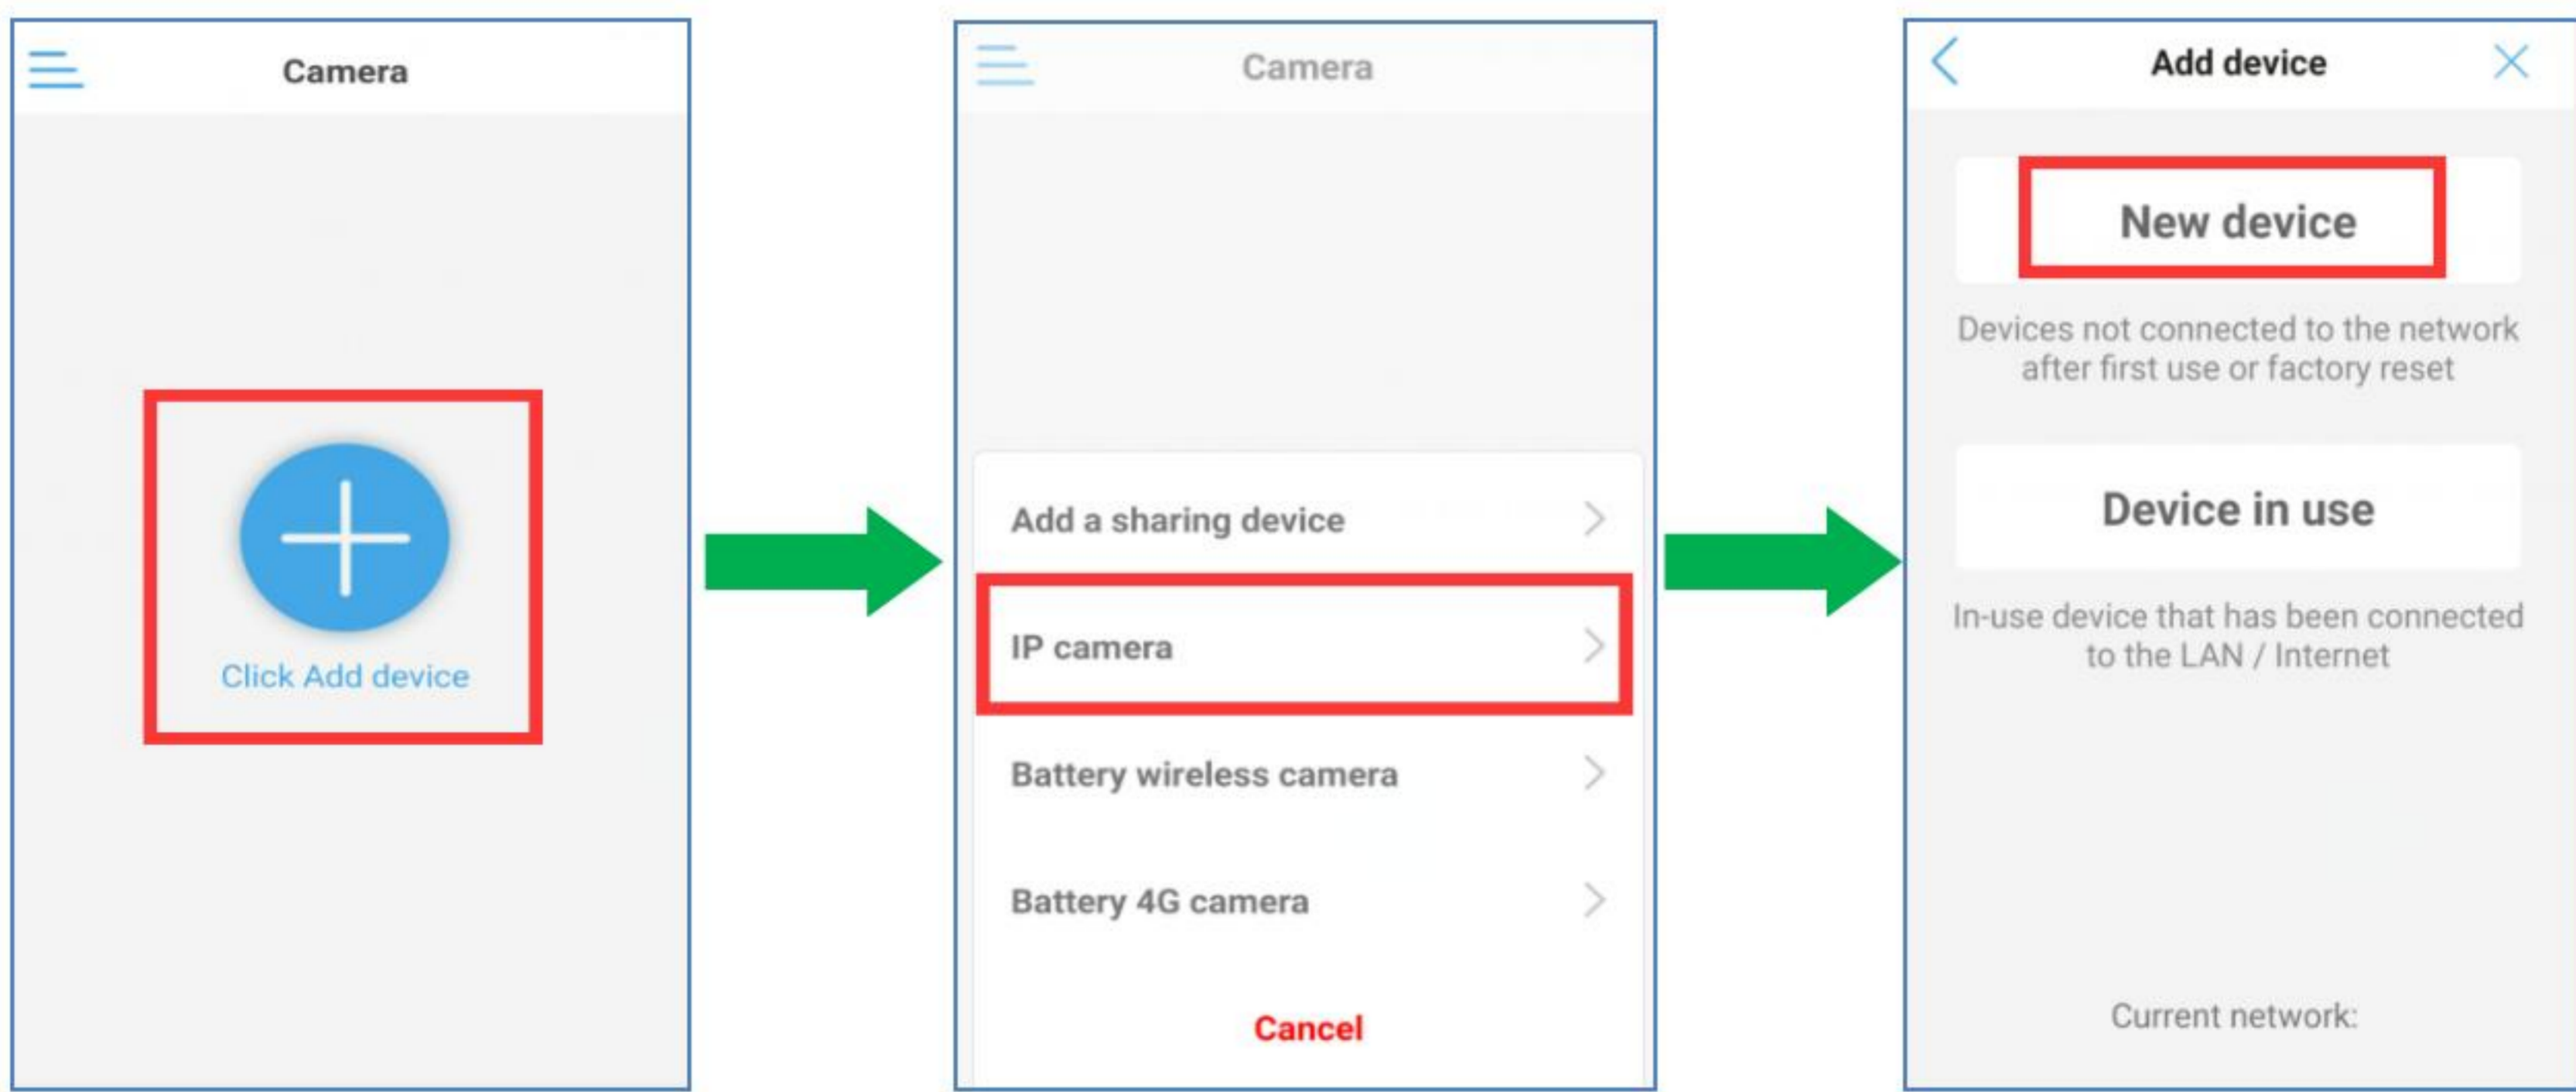 Camera
Click Add device
Camera
Add a sharing device
IP camera
Battery wireless camera
Battery 4G camera
Cancel
Add device
New device
Devices not connected to the network
after first use or factory reset
Device in use
In-use device that has been connected
to the LAN / Internet
Current network: